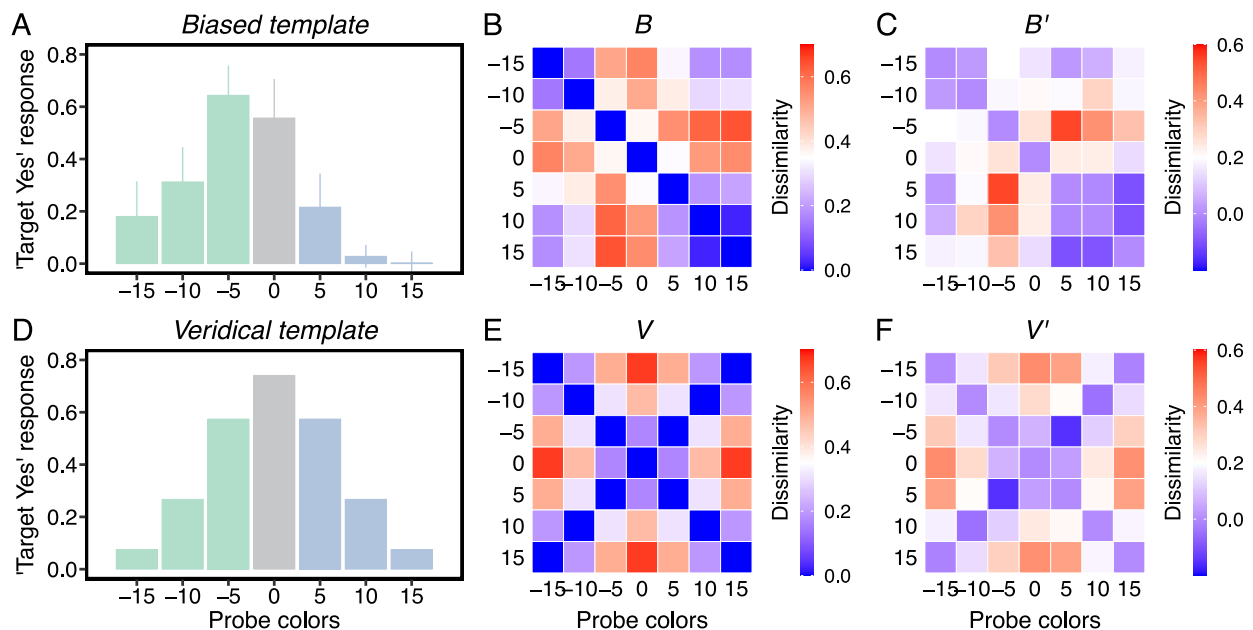 A
Biased template
'Target Yes' response
0.8
0.6
0.4
0.2
0.0
−15 −10 −5 0 5 10 15
B
B
−15
−10
−5
0
5
10
15
−15 −10 −5 0 5 10 15
Dissimilarity
0.6
0.4
0.2
0.0
C
B'
−15
−10
−5
0
5
10
15
−15 −10 −5 0 5 10 15
Dissimilarity
0.6
0.4
0.2
0.0
D
Veridical template
'Target Yes' response
0.8
0.6
0.4
0.2
0.0
−15 −10 −5 0 5 10 15
Probe colors
E
V
−15
−10
−5
0
5
10
15
−15 −10 −5 0 5 10 15
Probe colors
Dissimilarity
0.6
0.4
0.2
0.0
F
V'
−15
−10
−5
0
5
10
15
−15 −10 −5 0 5 10 15
Probe colors
Dissimilarity
0.6
0.4
0.2
0.0